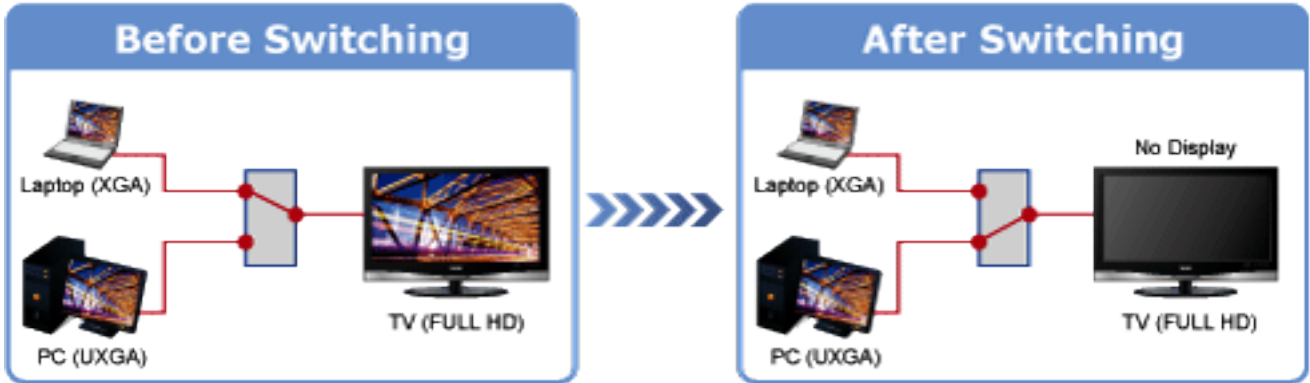 Before Switching
Laptop (XGA)
TV (FULL HD)
PC (UXGA)
After Switching
No Display
Laptop (XGA)
TV (FULL HD)
PC (UXGA)